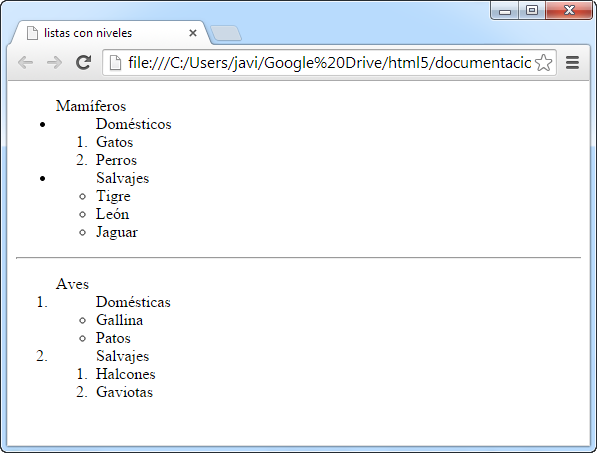 listas con niveles
file:///C:/Users/javi/Google%20Drive/html5/documentacio
Mamíferos
• Domésticos
1. Gatos
2. Perros
• Salvajes
○ Tigre
○ León
○ Jaguar
Aves
1. Domésticas
○ Gallina
○ Patos
2. Salvajes
1. Halcones
2. Gaviotas